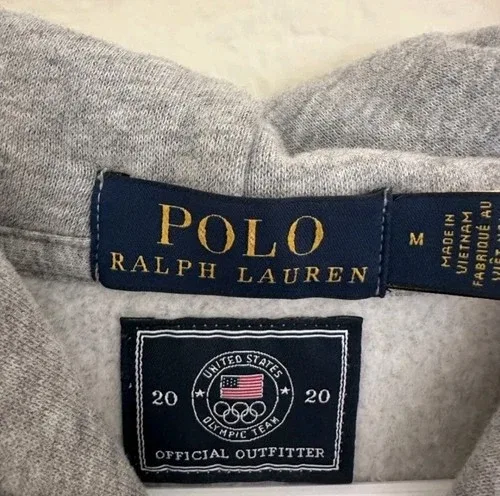 POLO
RALPH LAUREN
M
MADE IN
VIETNAM
FABRIQUÉ AU
UNITED STATES
OLYMPIC TEAM
20 20
OFFICIAL OUTFITTER